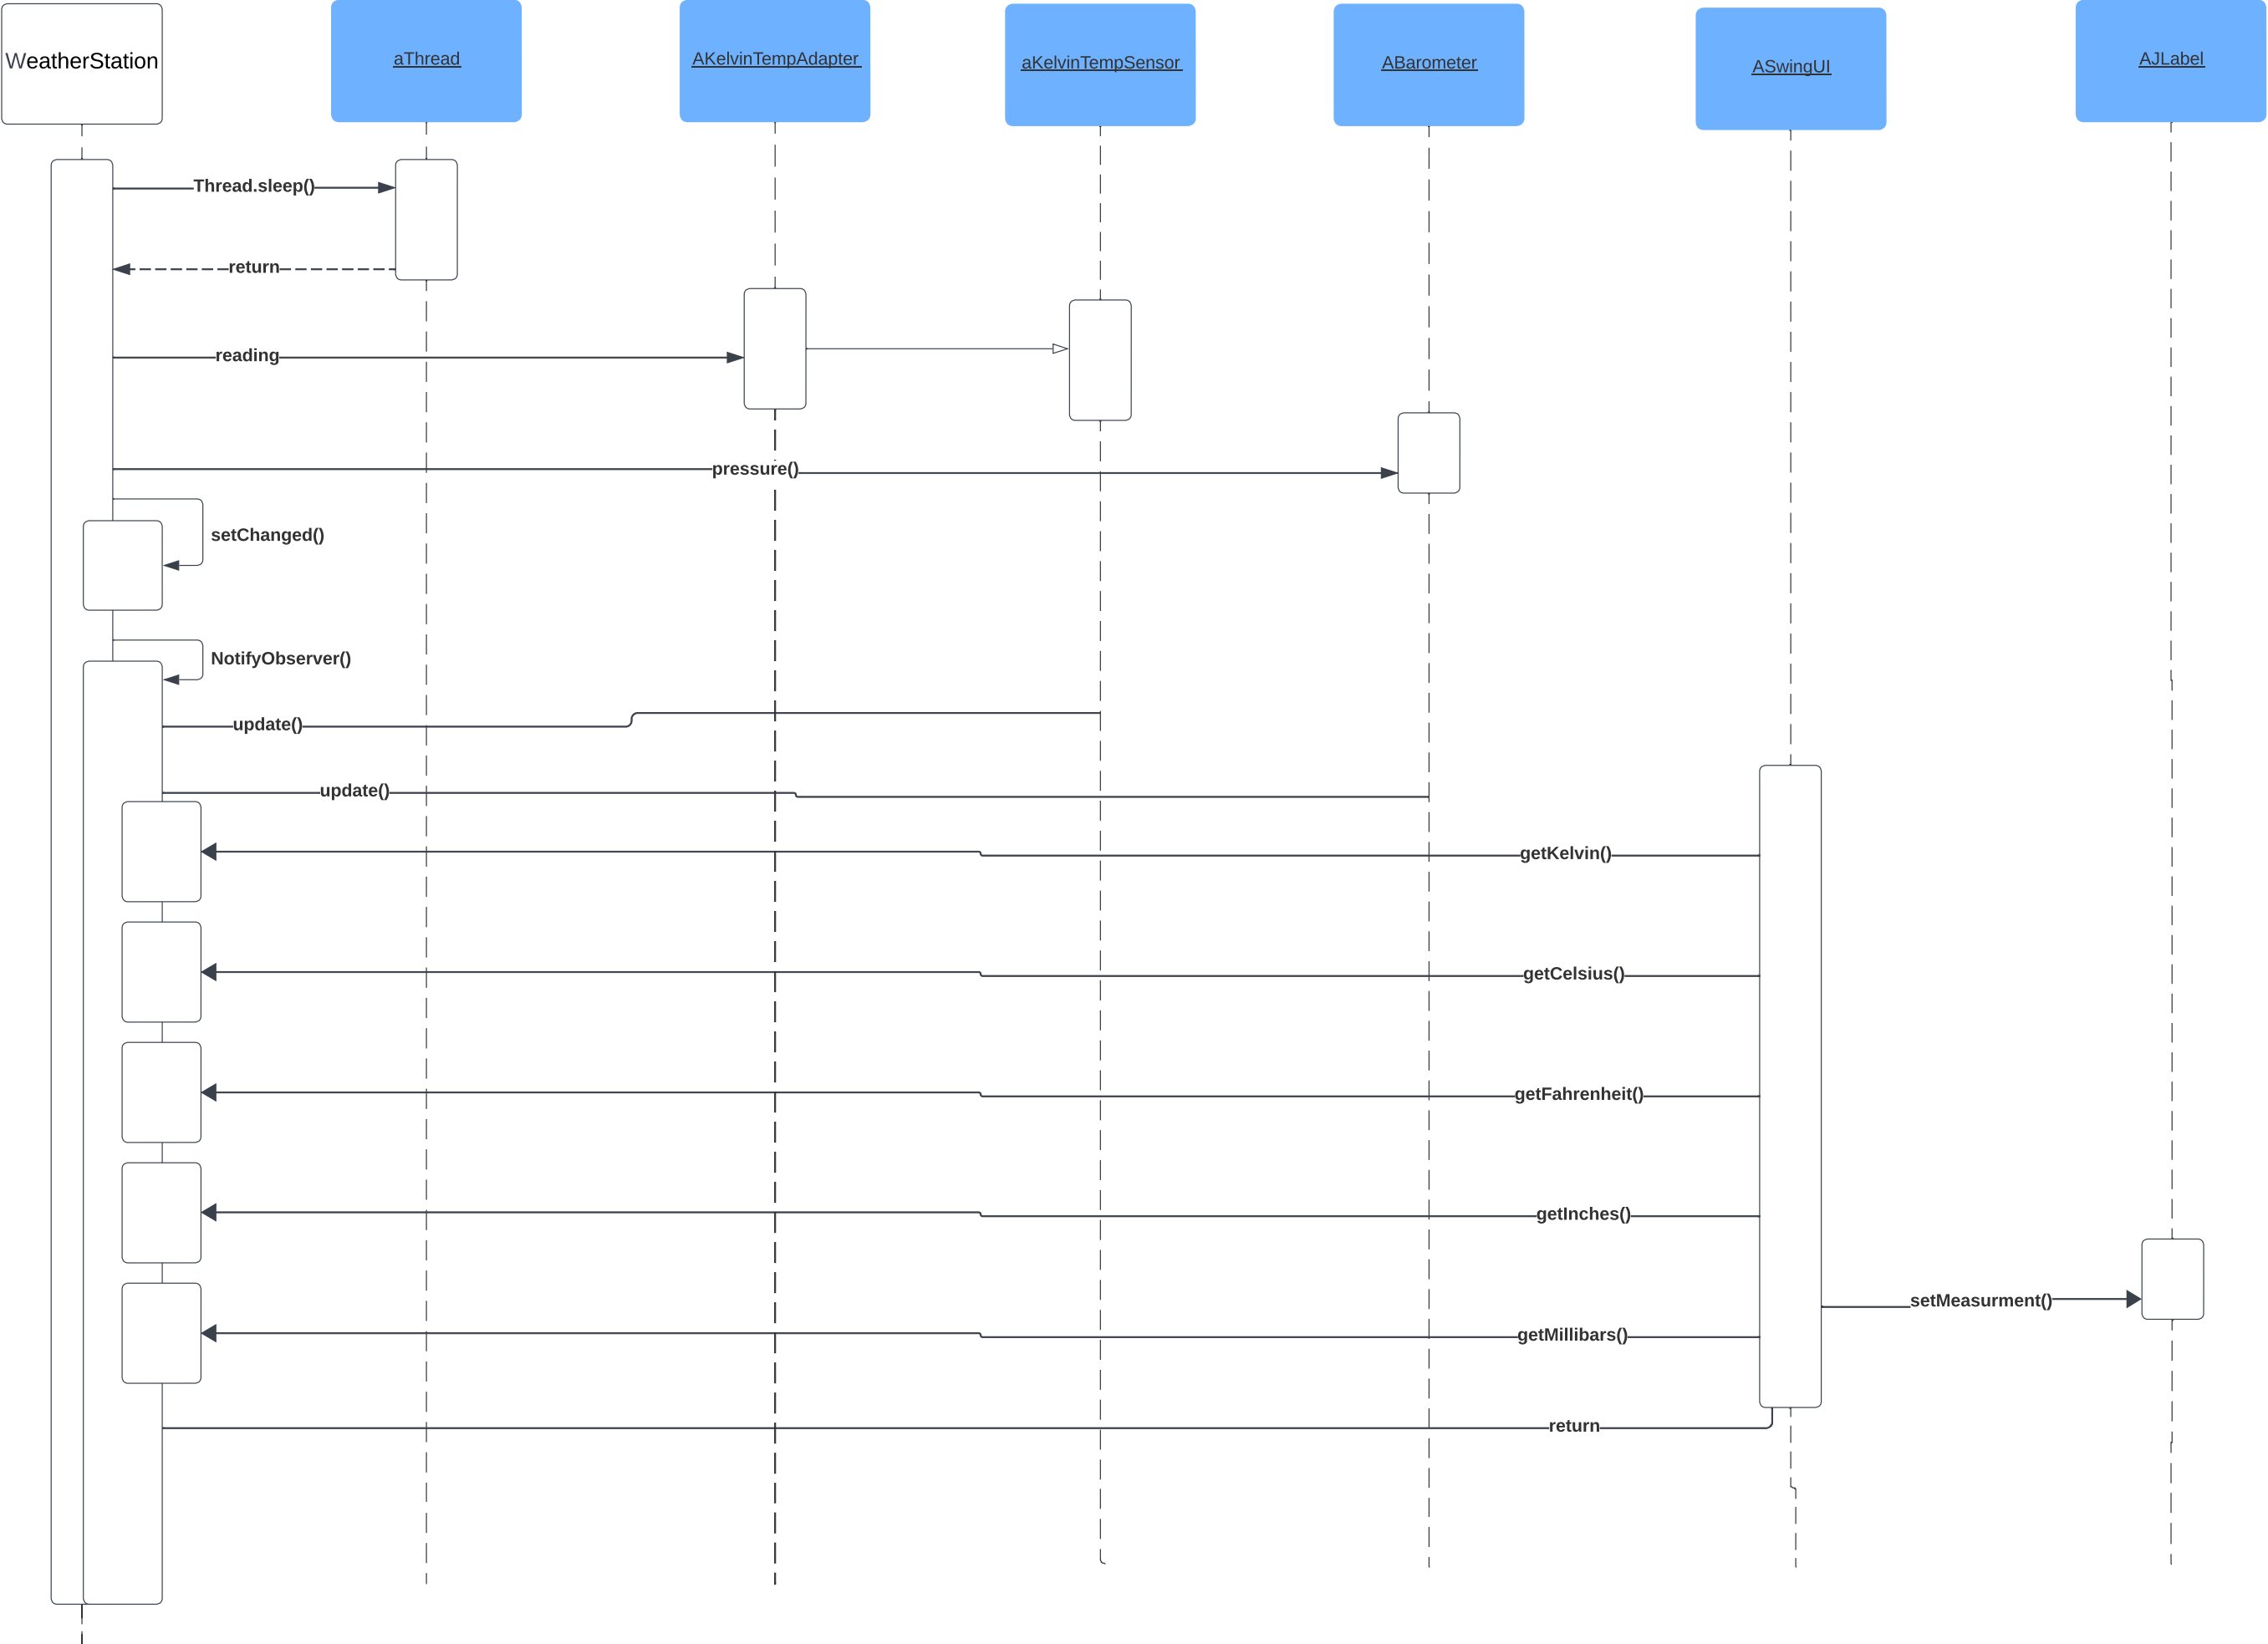 WeatherStation
aThread
AKelvinTempAdapter
aKelvinTempSensor
ABarometer
ASwingUI
AJLabel
Thread.sleep()
return
reading
pressure()
setChanged()
NotifyObserver()
update()
update()
getKelvin()
getCelsius()
getFahrenheit()
getInches()
setMeasurment()
getMillibars()
return